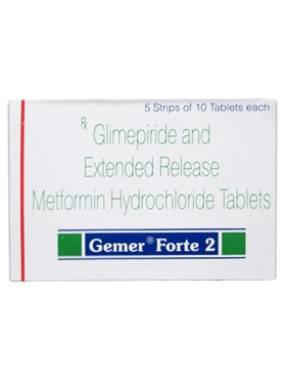 5 Strips of 10 Tablets each
℞ Glimepiride and
Extended Release
Metformin Hydrochloride Tablets
Gemer® Forte 2